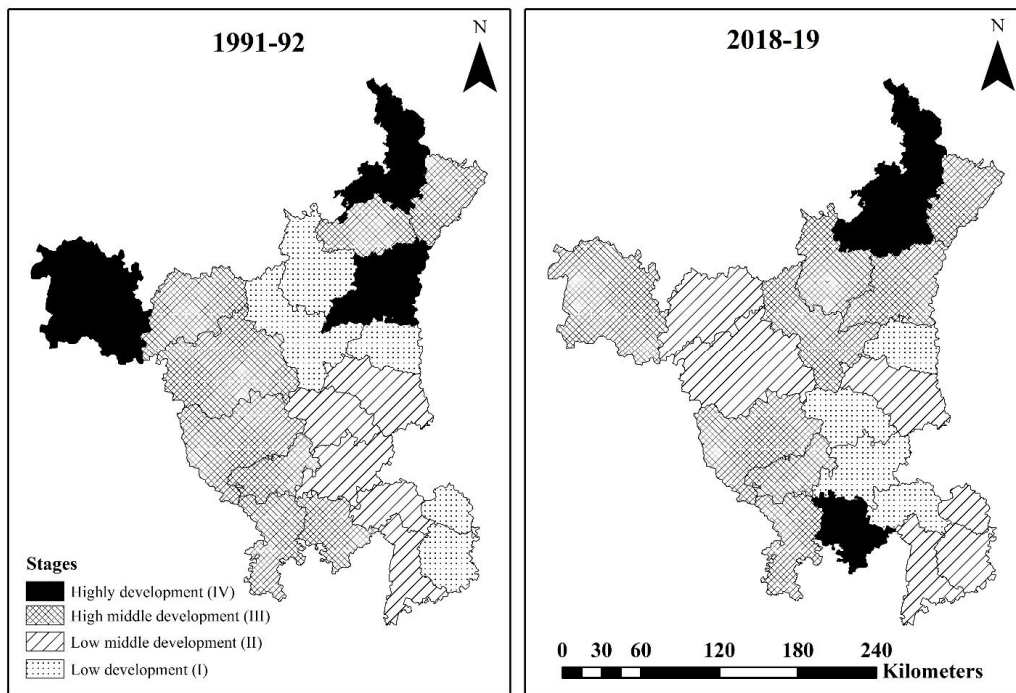 1991-92
N
Stages
Highly development (IV)
High middle development (III)
Low middle development (II)
Low development (I)
2018-19
N
0 30 60 120 180 240
Kilometers